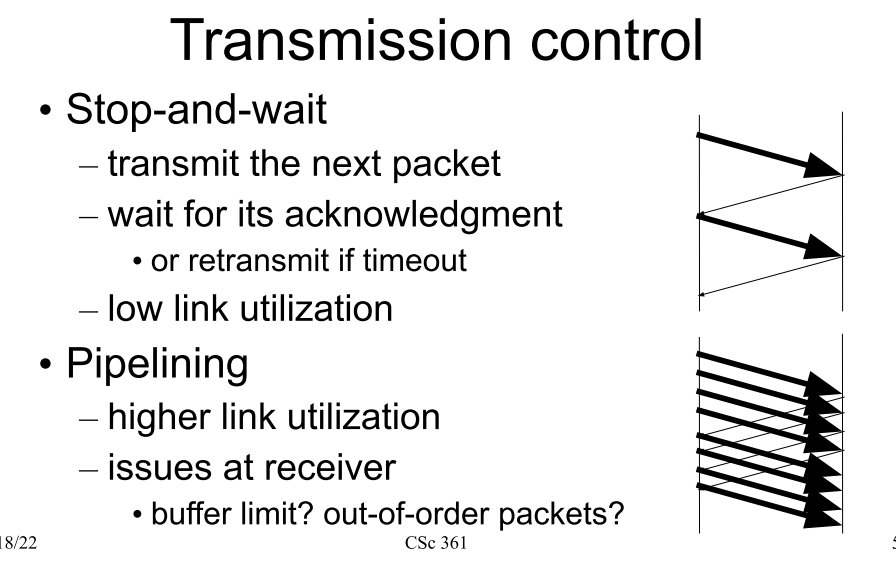 Transmission control
• Stop-and-wait
– transmit the next packet
– wait for its acknowledgment
• or retransmit if timeout
– low link utilization
• Pipelining
– higher link utilization
– issues at receiver
• buffer limit? out-of-order packets?
18/22 CSc 361 5